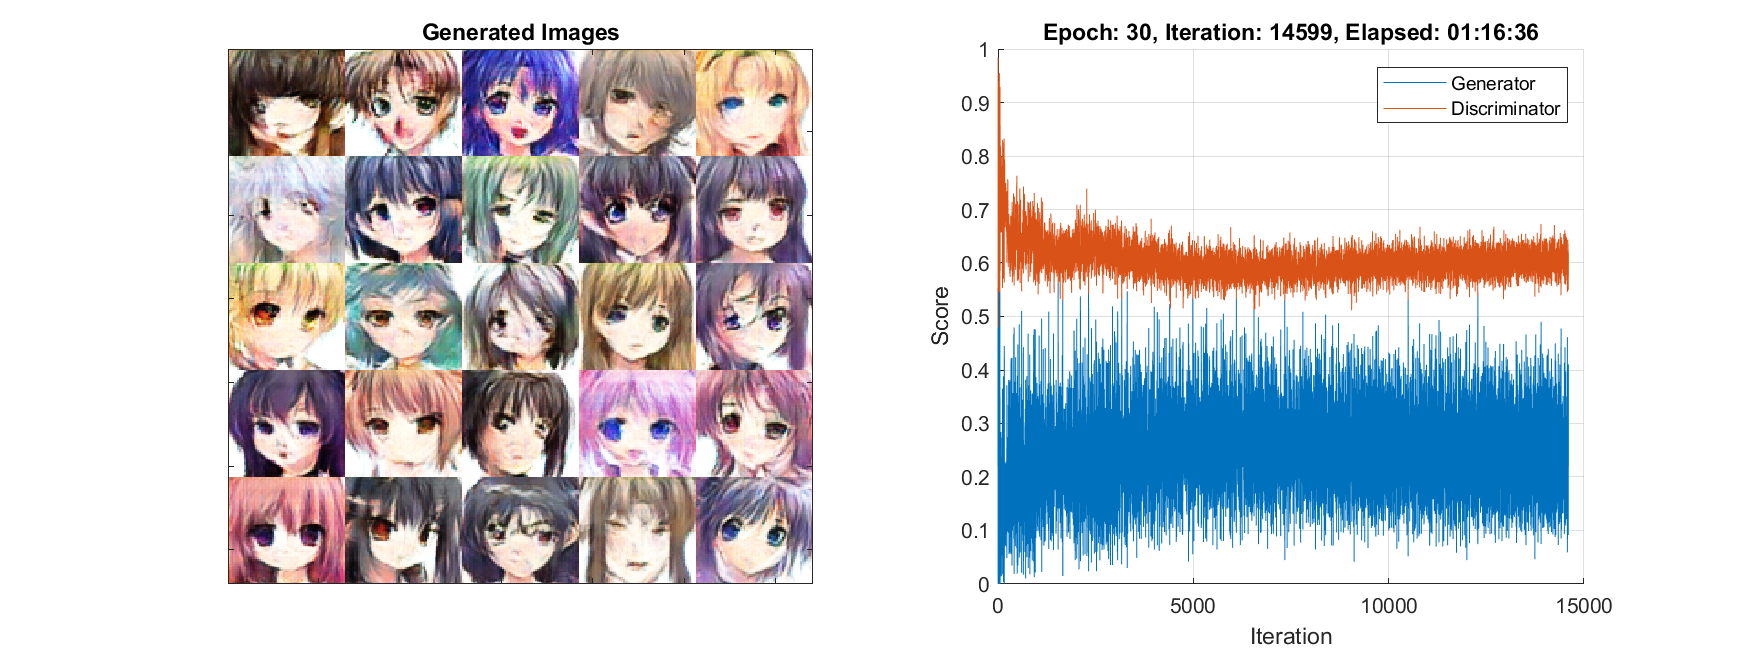 Generated Images
Epoch: 30, Iteration: 14599, Elapsed: 01:16:36
Generator
Discriminator
1
0.9
0.8
0.7
0.6
0.5
0.4
0.3
0.2
0.1
0
Score
0 5000 10000 15000
Iteration